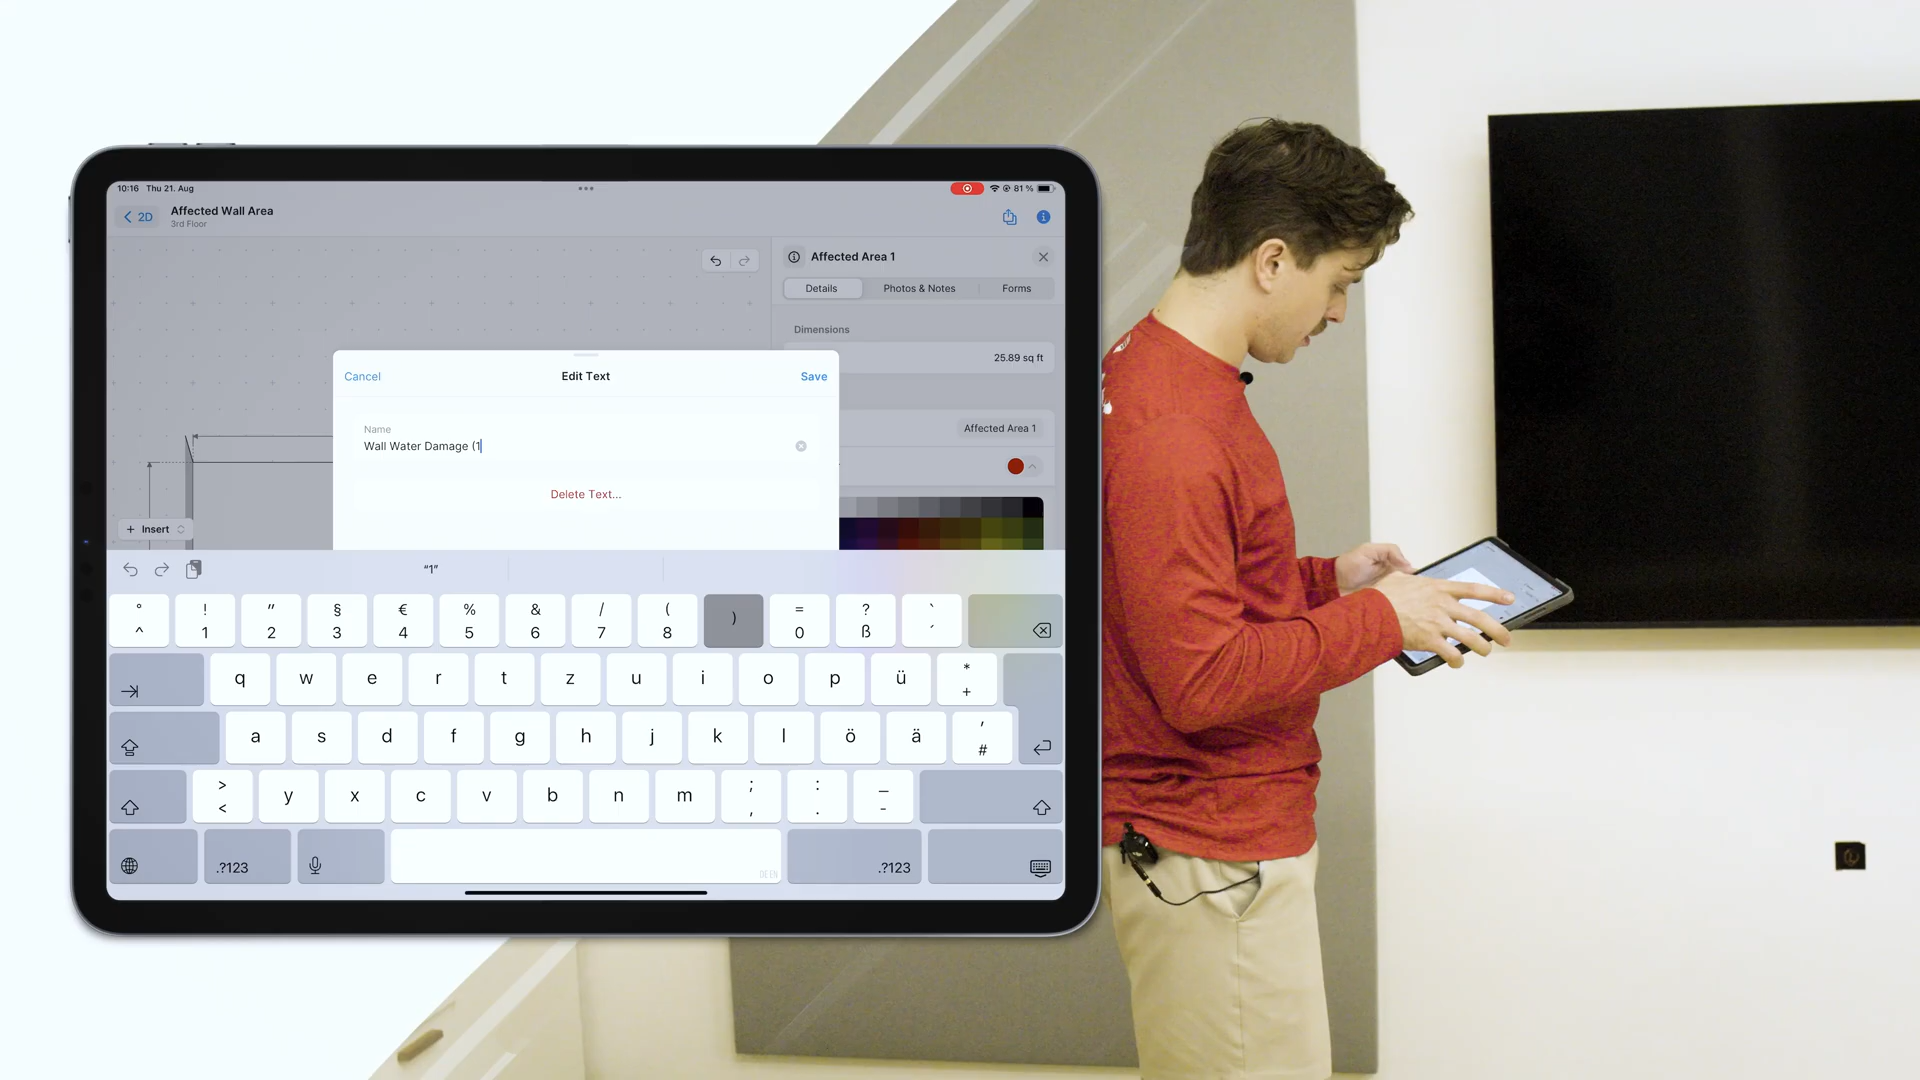 10:16 Thu 21. Aug
81 %
2D
Affected Wall Area
3rd Floor
Affected Area 1
Details Photos & Notes Forms
Dimensions
25.89 sq ft
Cancel Edit Text Save
Name
Wall Water Damage (1
Affected Area 1
Delete Text...
+ Insert
"1"
° ! " § € % & / ( ) = ? `
^ 1 2 3 4 5 6 7 8 0 ß ´
q w e r t z u i o p ü * +
a s d f g h j k l ö ä ' #
> < y x c v b n m ; , : . _ -
.?123 DE EN .?123